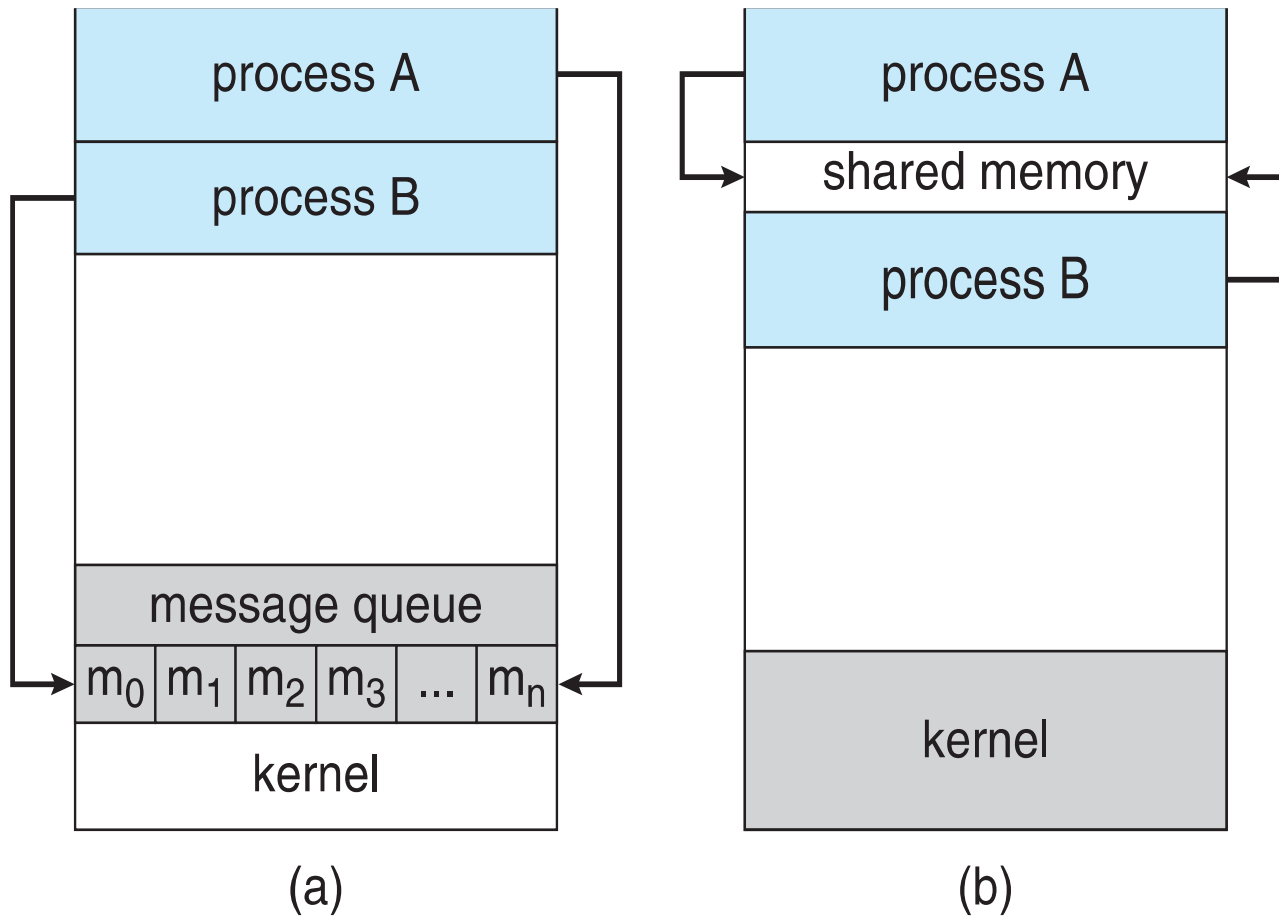 process A
process B
message queue
m0 m1 m2 m3 ... mn
kernel
(a)
process A
shared memory
process B
kernel
(b)